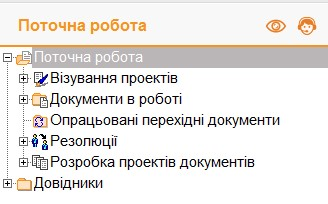 Поточна робота
Поточна робота
Візування проектів
Документи в роботі
Опрацьовані перехідні документи
Резолюції
Розробка проектів документів
Довідники